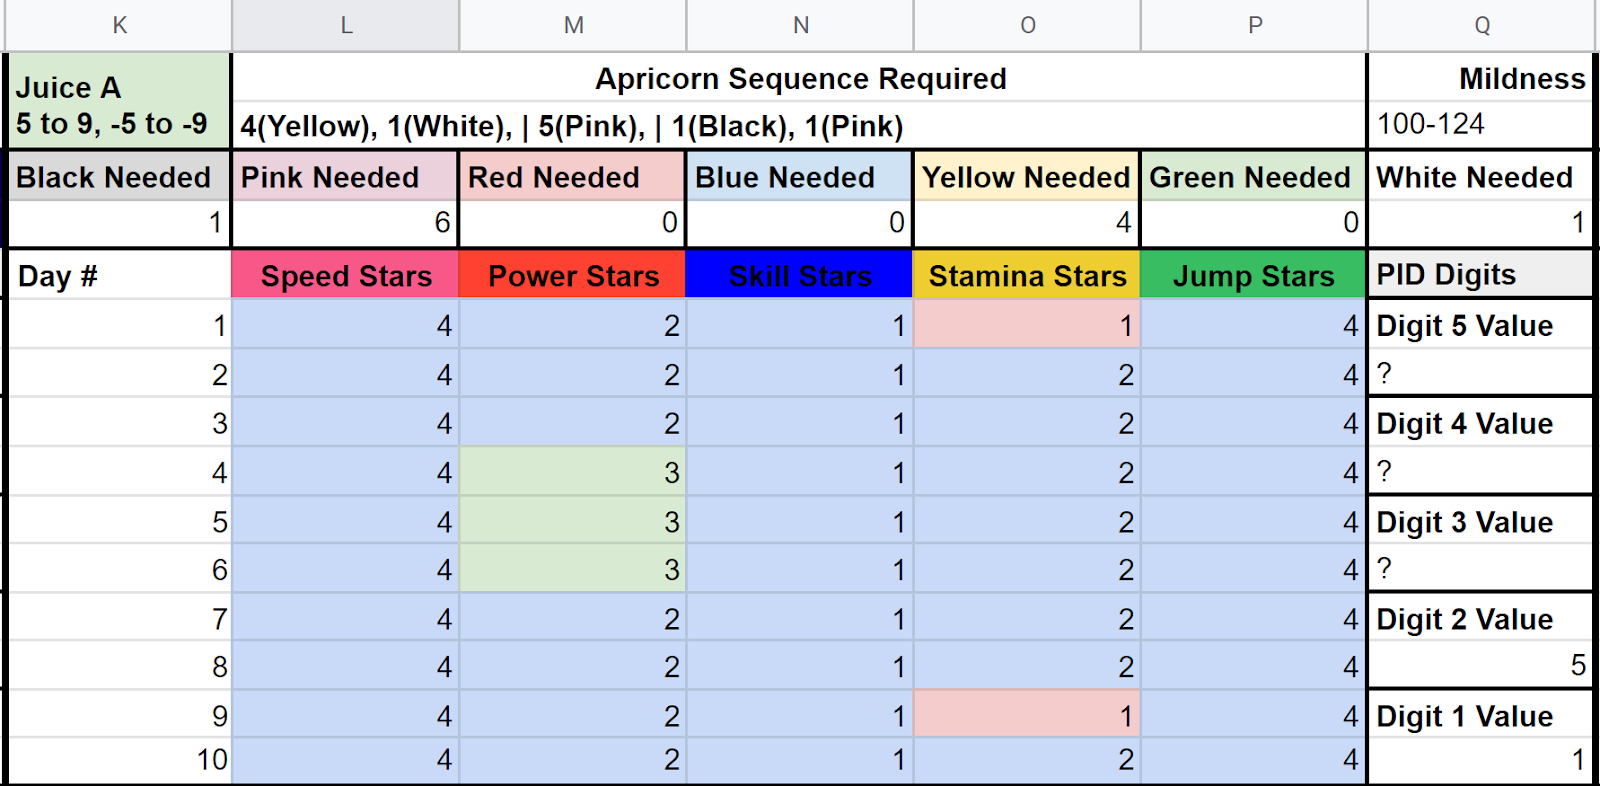 K L M N O P Q
Juice A
5 to 9, -5 to -9
Apricorn Sequence Required
Mildness
4(Yellow), 1(White), | 5(Pink), | 1(Black), 1(Pink)
100-124
Black Needed Pink Needed Red Needed Blue Needed Yellow Needed Green Needed White Needed
1 6 0 0 4 0 1
Day # Speed Stars Power Stars Skill Stars Stamina Stars Jump Stars PID Digits
1 4 2 1 1 4 Digit 5 Value
2 4 2 1 2 4 ?
3 4 2 1 2 4 Digit 4 Value
4 4 3 1 2 4 ?
5 4 3 1 2 4 Digit 3 Value
6 4 3 1 2 4 ?
7 4 2 1 2 4 Digit 2 Value
8 4 2 1 2 4 5
9 4 2 1 1 4 Digit 1 Value
10 4 2 1 2 4 1